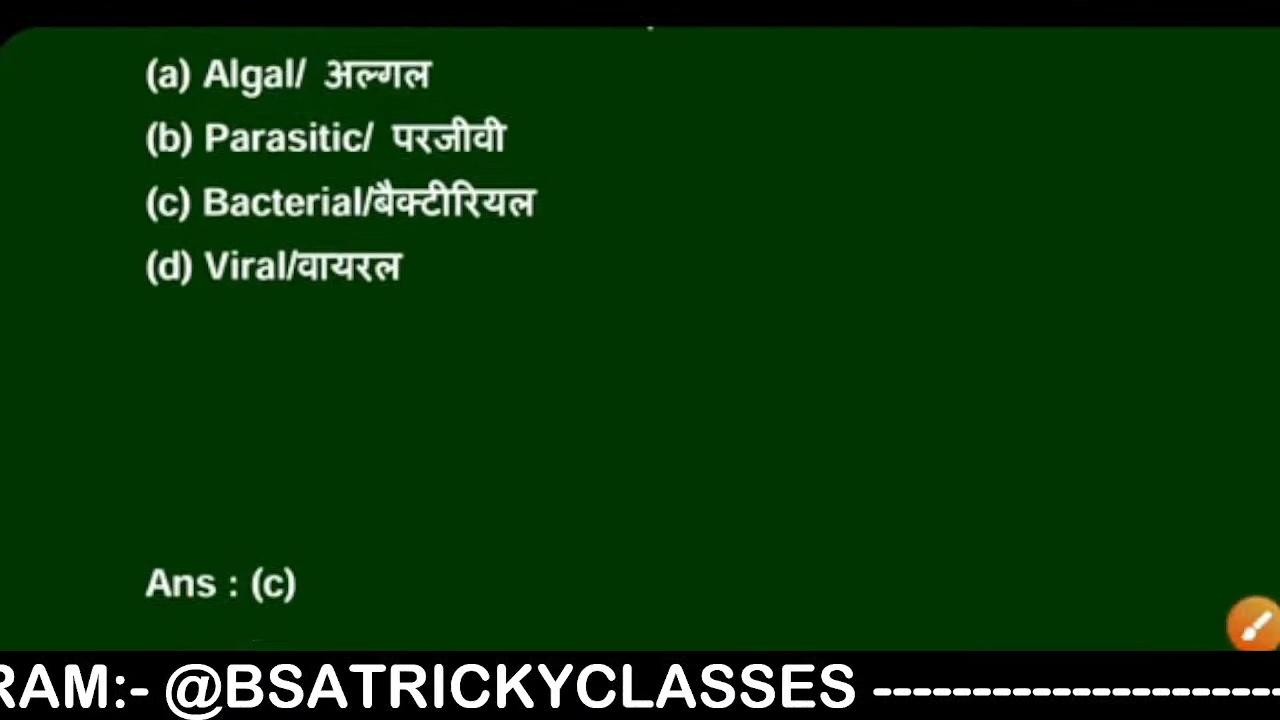 (a) Algal/ अल्गल
(b) Parasitic/ परजीवी
(c) Bacterial/बैक्टीरियल
(d) Viral/वायरल
Ans : (c)
RAM:- @BSATRICKYCLASSES ----------------------